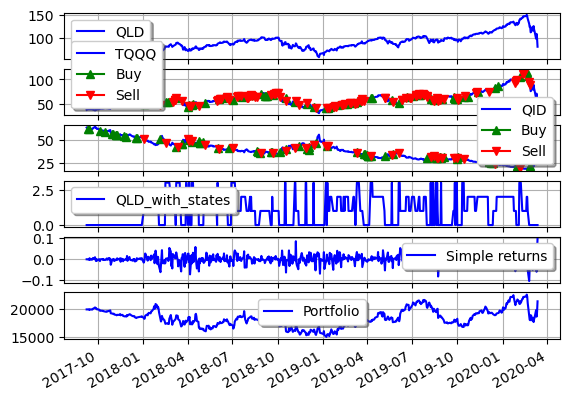 150
100
QLD
TQQQ
Buy
Sell
100
50
QID
Buy
Sell
50
25
2.5
0.0
QLD_with_states
0.1
0.0
−0.1
Simple returns
20000
15000
Portfolio
2017-10
2018-01
2018-04
2018-07
2018-10
2019-01
2019-04
2019-07
2019-10
2020-01
2020-04